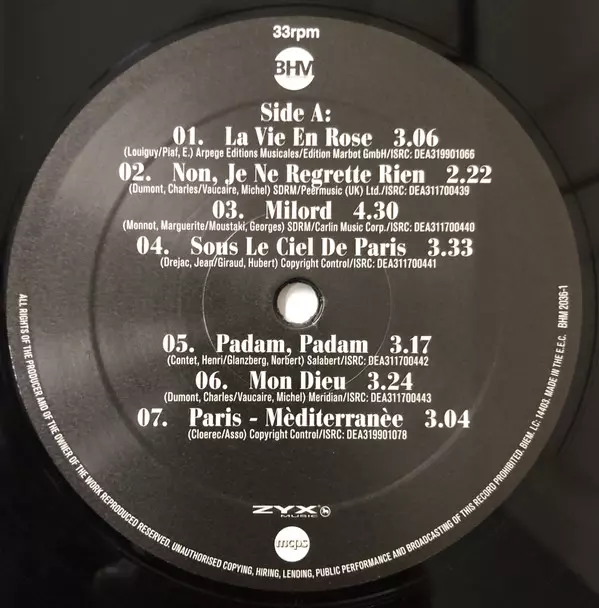 33rpm
BHM
Side A:
01. La Vie En Rose 3.06
(Louiguy/Piaf, E.) Arpege Editions Musicales/Edition Marbot GmbH/ISRC: DEA319901066
02. Non, Je Ne Regrette Rien 2.22
(Dumont, Charles/Vaucaire, Michel) SDRM/Peermusic (UK) Ltd./ISRC: DEA311700439
03. Milord 4.30
(Monnot, Marguerite/Moustaki, Georges) SDRM/Carlin Music Corp./ISRC: DEA311700440
04. Sous Le Ciel De Paris 3.33
(Drejac, Jean/Giraud, Hubert) Copyright Control/ISRC: DEA311700441
05. Padam, Padam 3.17
(Contet, Henri/Glanzberg, Norbert) Salabert/ISRC: DEA311700442
06. Mon Dieu 3.24
(Dumont, Charles/Vaucaire, Michel) Meridian/ISRC: DEA311700443
07. Paris - Mèditerranèe 3.04
(Cloerec/Asso) Copyright Control/ISRC: DEA319901078
ZYX
MUSIC
mcps
ALL RIGHTS OF THE PRODUCER AND OF THE OWNER OF THE WORK REPRODUCED RESERVED. UNAUTHORISED COPYING, HIRING, LENDING, PUBLIC PERFORMANCE AND BROADCASTING OF THIS RECORD PROHIBITED. BIEM. LC: 14403. MADE IN THE E.E.C. BHM 2036-1